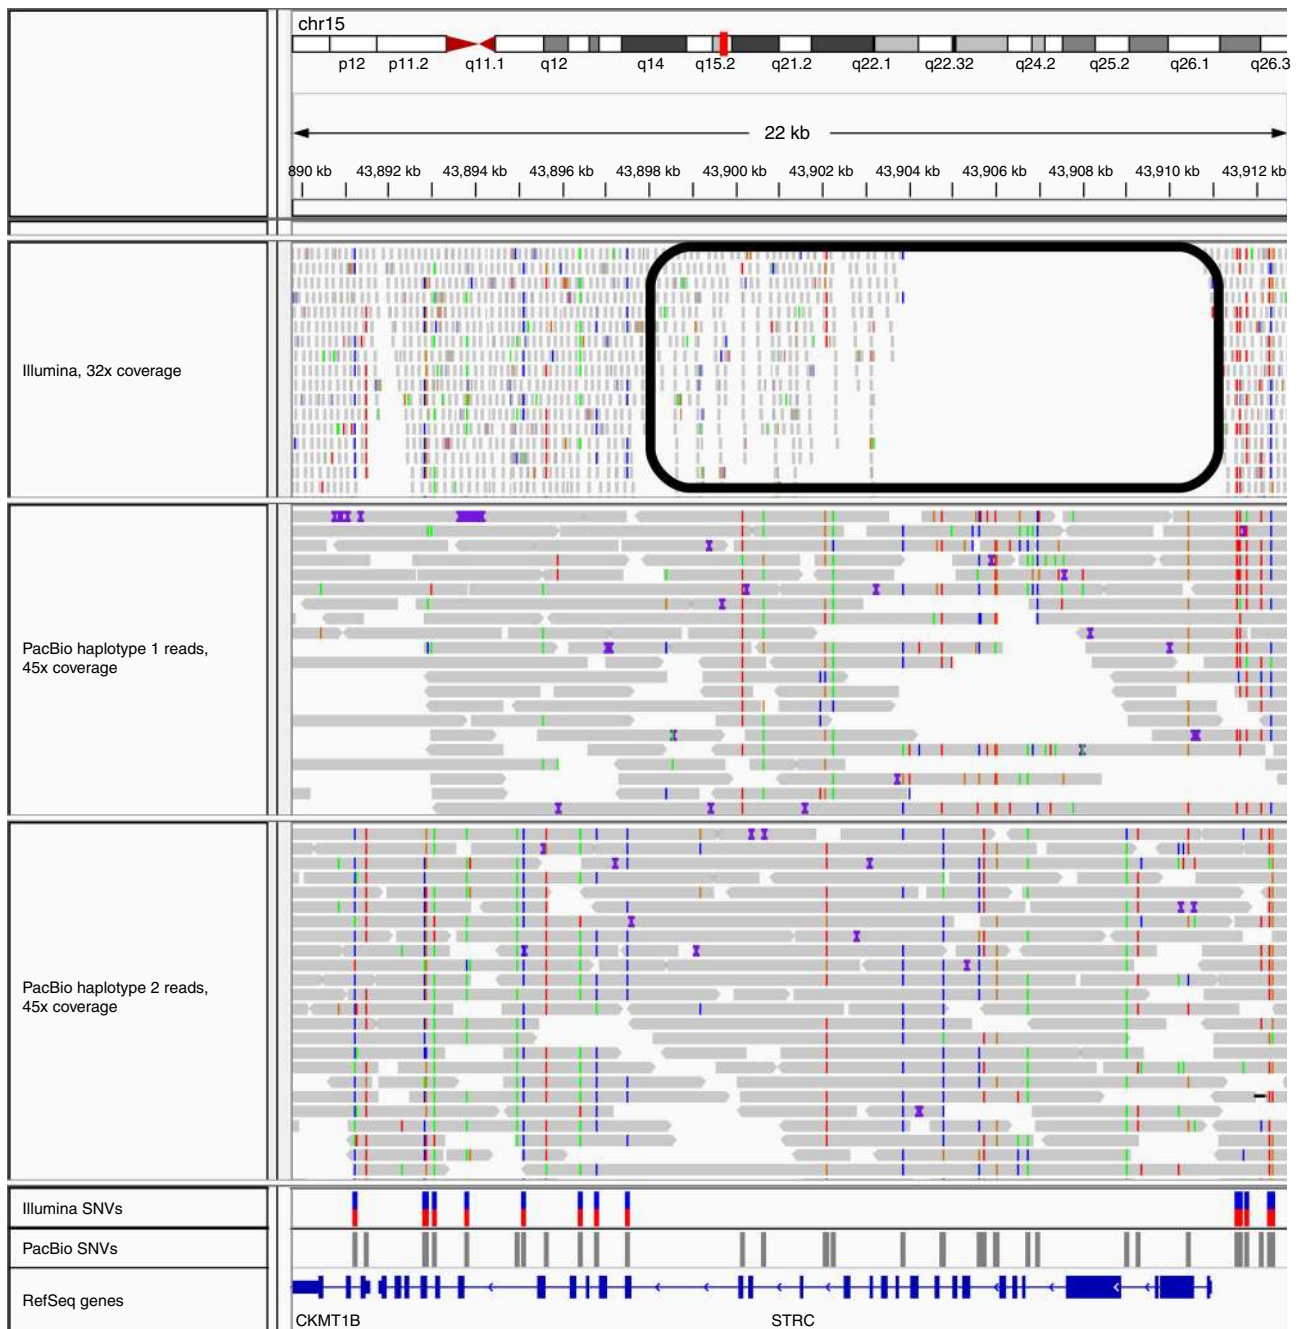 chr15
p12 p11.2 q11.1 q12 q14 q15.2 q21.2 q22.1 q22.32 q24.2 q25.2 q26.1 q26.3
22 kb
890 kb 43,892 kb 43,894 kb 43,896 kb 43,898 kb 43,900 kb 43,902 kb 43,904 kb 43,906 kb 43,908 kb 43,910 kb 43,912 kb
Illumina, 32x coverage
PacBio haplotype 1 reads,
45x coverage
PacBio haplotype 2 reads,
45x coverage
Illumina SNVs
PacBio SNVs
RefSeq genes
CKMT1B STRC